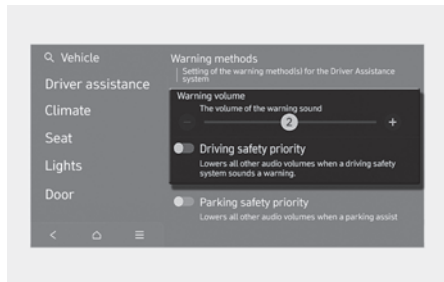 Vehicle
Driver assistance
Climate
Seat
Lights
Door
Warning methods
Setting of the warning method(s) for the Driver Assistance
system
Warning volume
The volume of the warning sound
− 2 +
Driving safety priority
Lowers all other audio volumes when a driving safety
system sounds a warning.
Parking safety priority
Lowers all other audio volumes when a parking assist